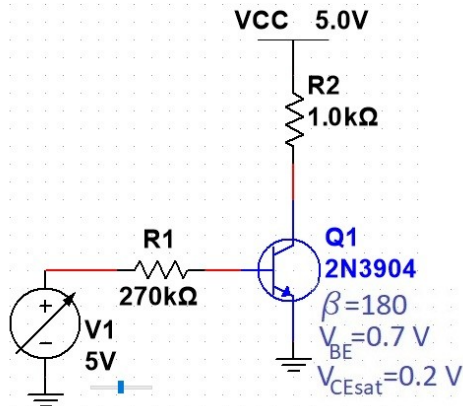 VCC 5.0V
R2
1.0kΩ
R1
270kΩ
Q1
2N3904
β=180
VBE=0.7 V
VCEsat=0.2 V
+
−
V1
5V